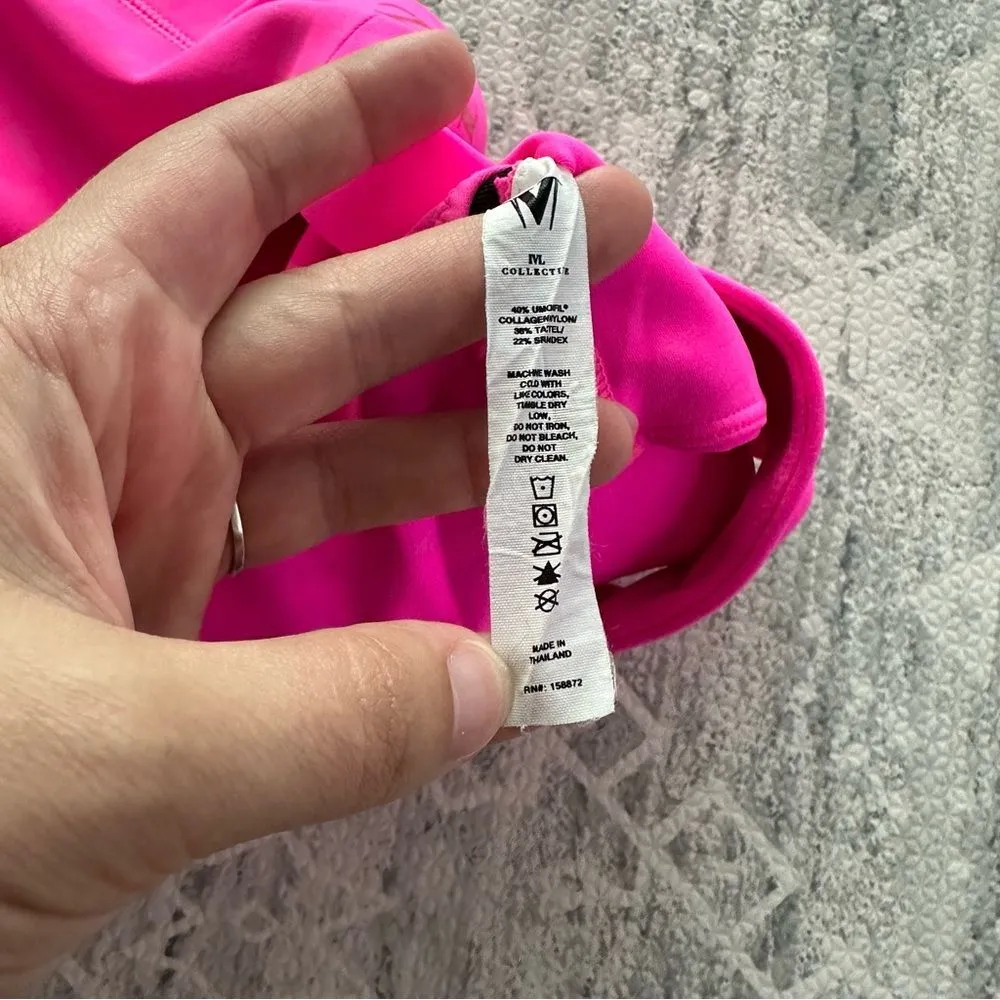 IVL
COLLECTIVE
40% UMORFIL®
COLLAGEN NYLON/
38% TACTEL/
22% SPANDEX
MACHINE WASH
COLD WITH
LIKE COLORS,
TUMBLE DRY
LOW,
DO NOT IRON,
DO NOT BLEACH,
DO NOT
DRY CLEAN.
MADE IN
THAILAND
RN#: 158872